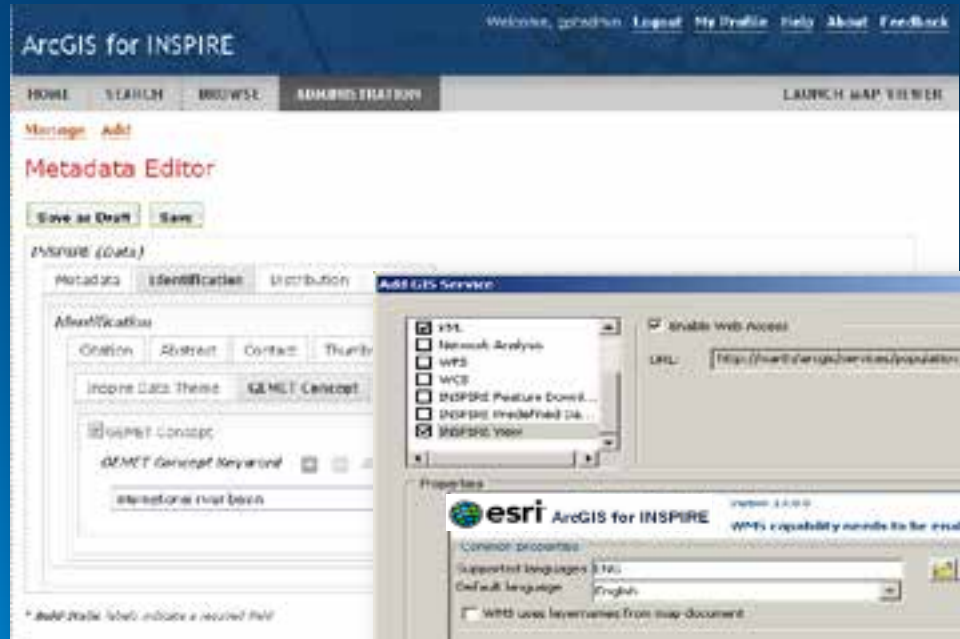 ArcGIS for INSPIRE
Welcome, gptadmin Logout My Profile Help About Feedback
HOME SEARCH BROWSE ADMINISTRATION LAUNCH MAP VIEWER
Manage Add
Metadata Editor
Save as Draft Save
INSPIRE (Data)
Metadata Identification Distribution
Identification
Citation Abstract Contact
Inspire Data Theme GEMET Concept
GEMET Concept
GEMET Concept Keyword
international river basin
* Bold Italic labels indicate a required field
Add GIS Service
KML
Network Analysis
WFS
WCS
INSPIRE Feature Downl...
INSPIRE Predefined Da...
INSPIRE View
Enable Web Access
URL:
Properties
esri ArcGIS for INSPIRE
WMS capability needs to be
Common properties
Supported languages ENG
Default language English
WMS uses layernames from map document